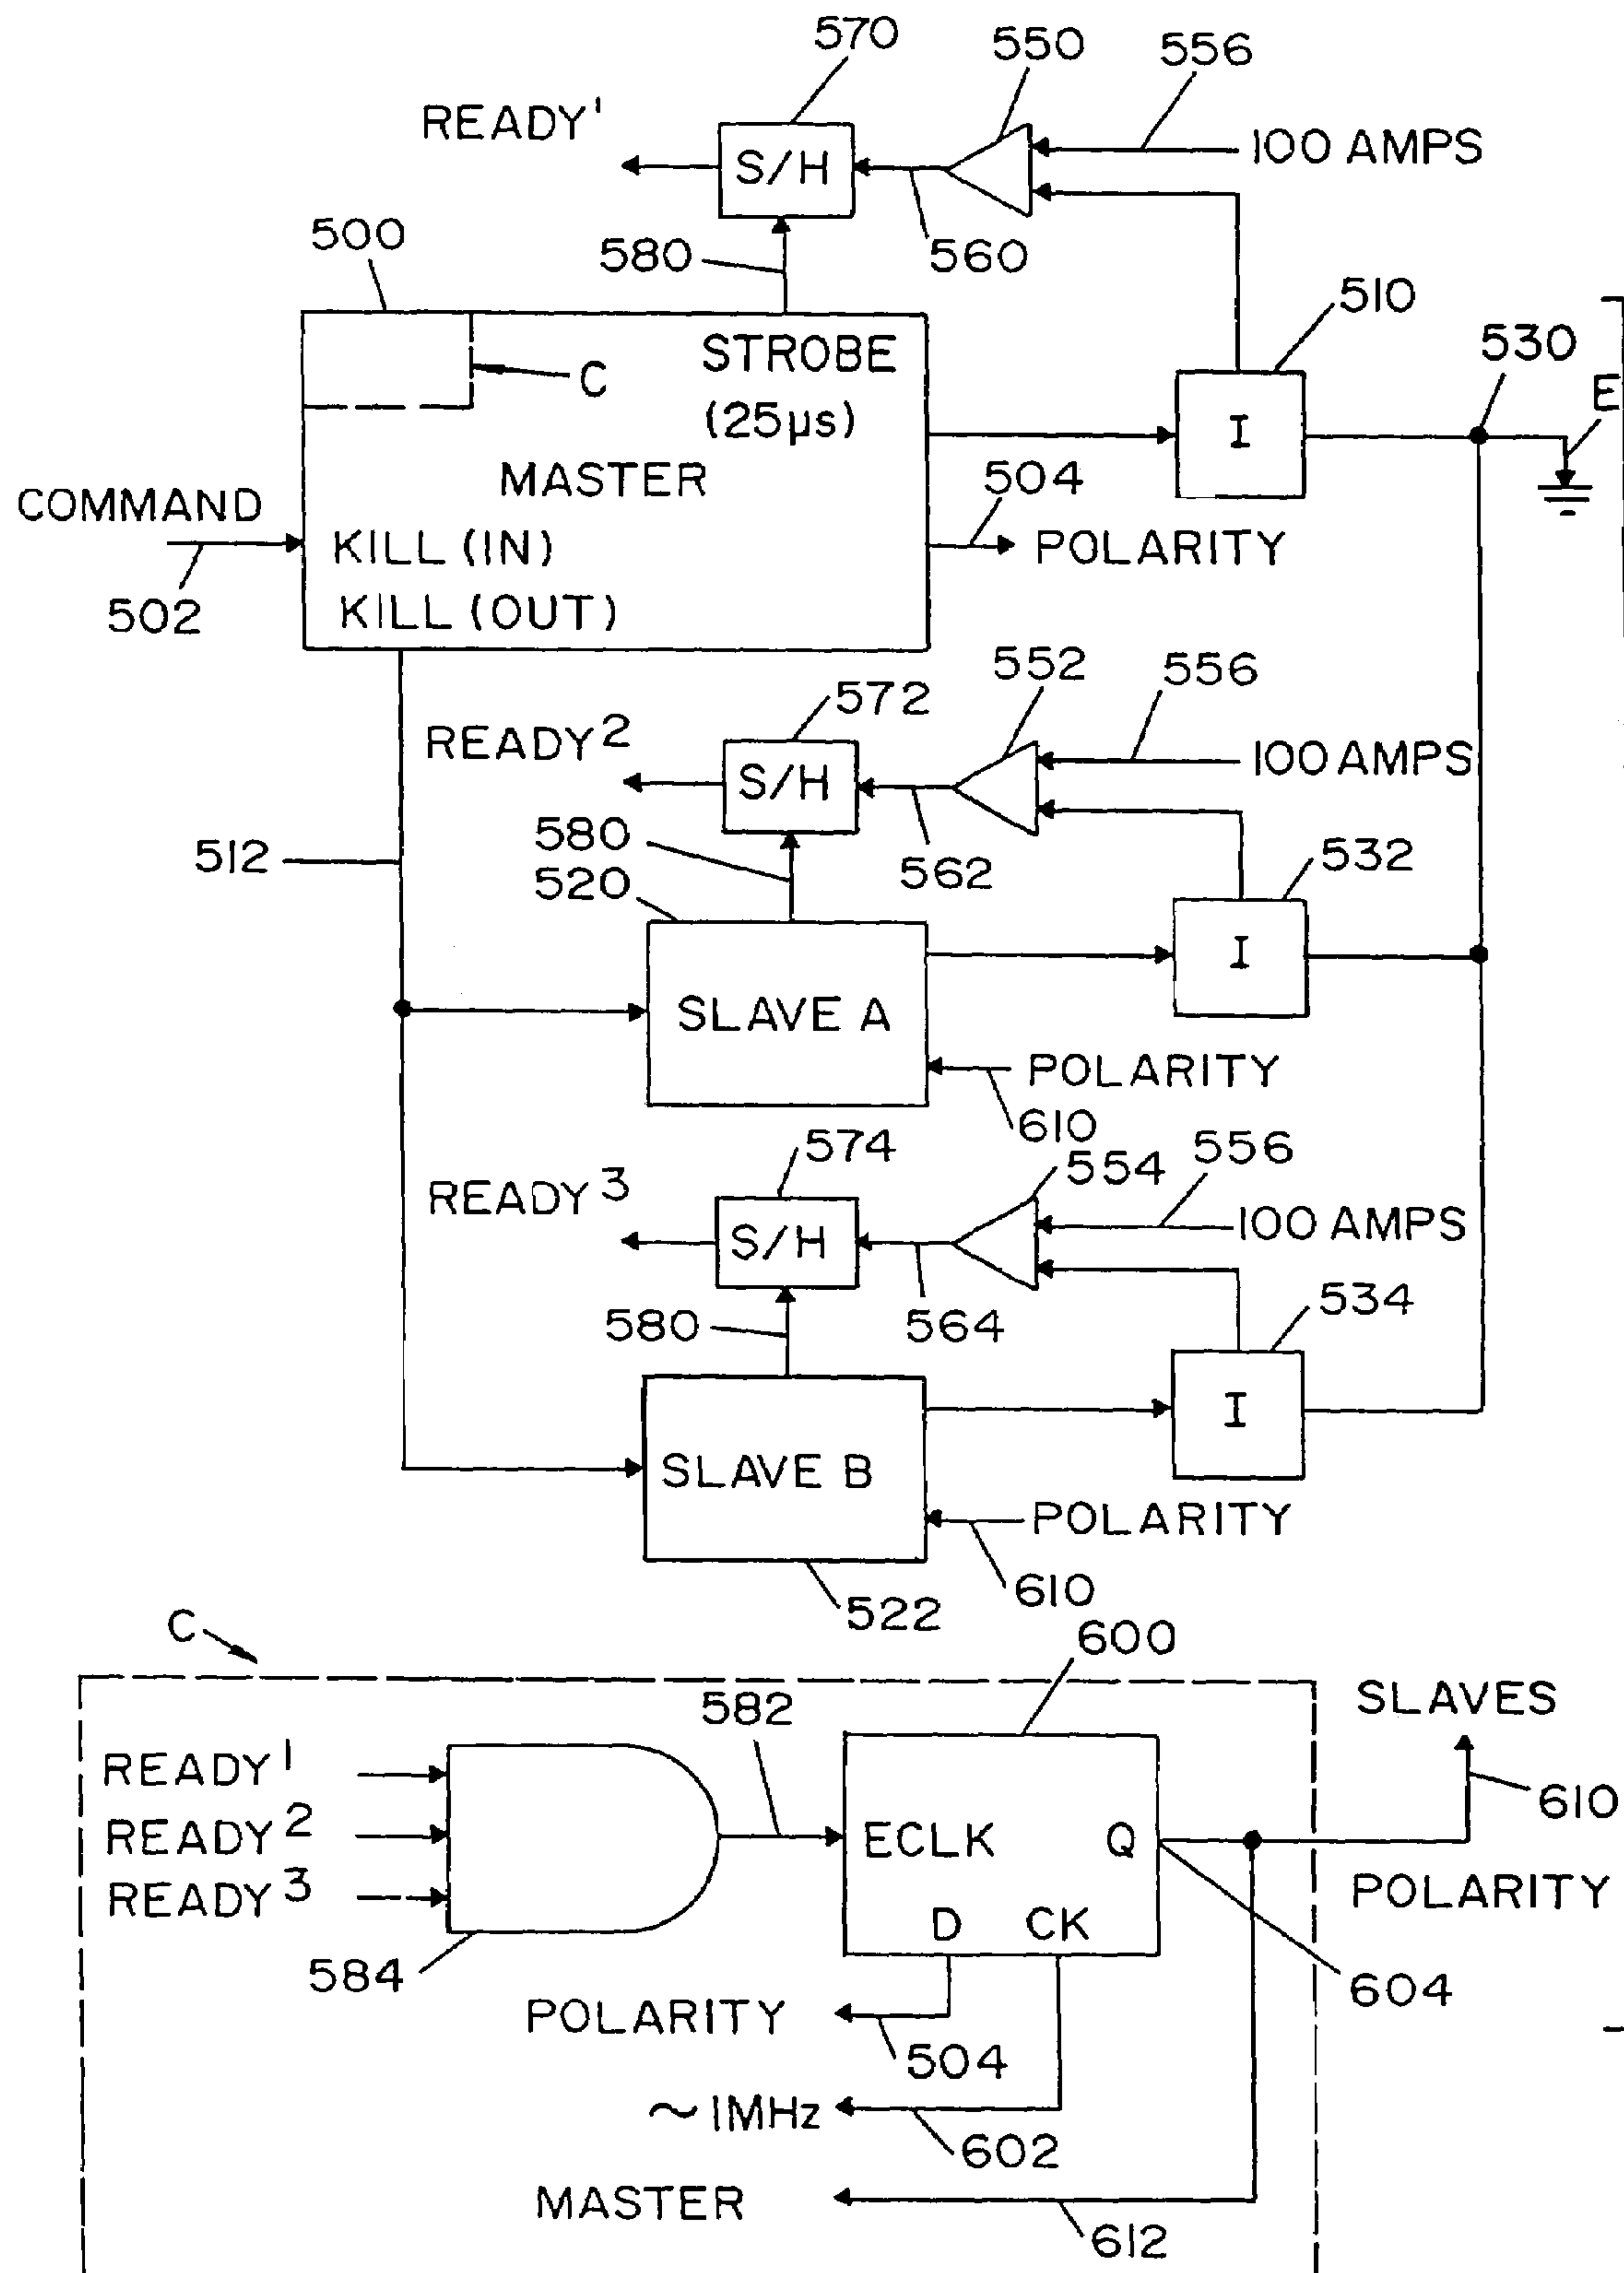 570
550
556
READY¹
S/H
100 AMPS
580
560
500
510
530
E
STROBE
(25µs)
C
I
MASTER
504
COMMAND
KILL (IN)
POLARITY
502
KILL (OUT)
552
556
572
READY²
S/H
100 AMPS
580
512
562
532
520
I
SLAVE A
POLARITY
610
574
554
556
READY³
S/H
100 AMPS
580
564
534
I
SLAVE B
POLARITY
610
522
C
600
582
SLAVES
READY¹
READY²
READY³
ECLK
Q
610
D
CK
POLARITY
584
604
POLARITY
504
~ 1MHz
602
MASTER
612